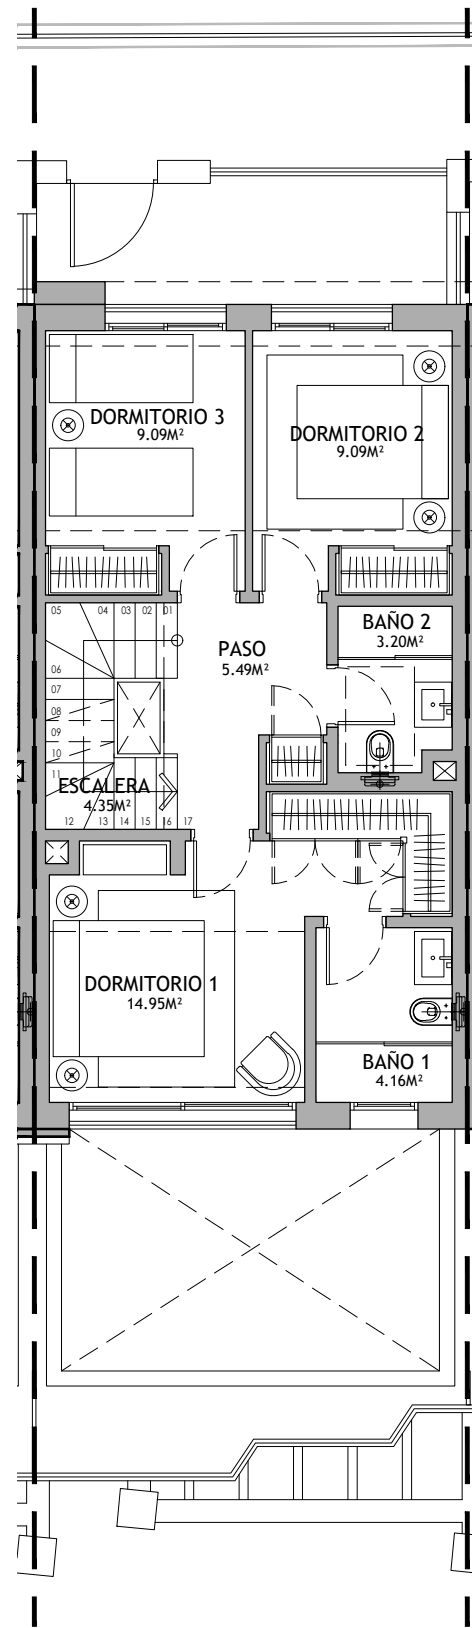 DORMITORIO 3
9.09M²
DORMITORIO 2
9.09M²
05 04 03 02 01
BAÑO 2
3.20M²
PASO
5.49M²
06
07
08
09
10
11
ESCALERA
4.35M²
12 13 14 15 16 17
DORMITORIO 1
14.95M²
BAÑO 1
4.16M²